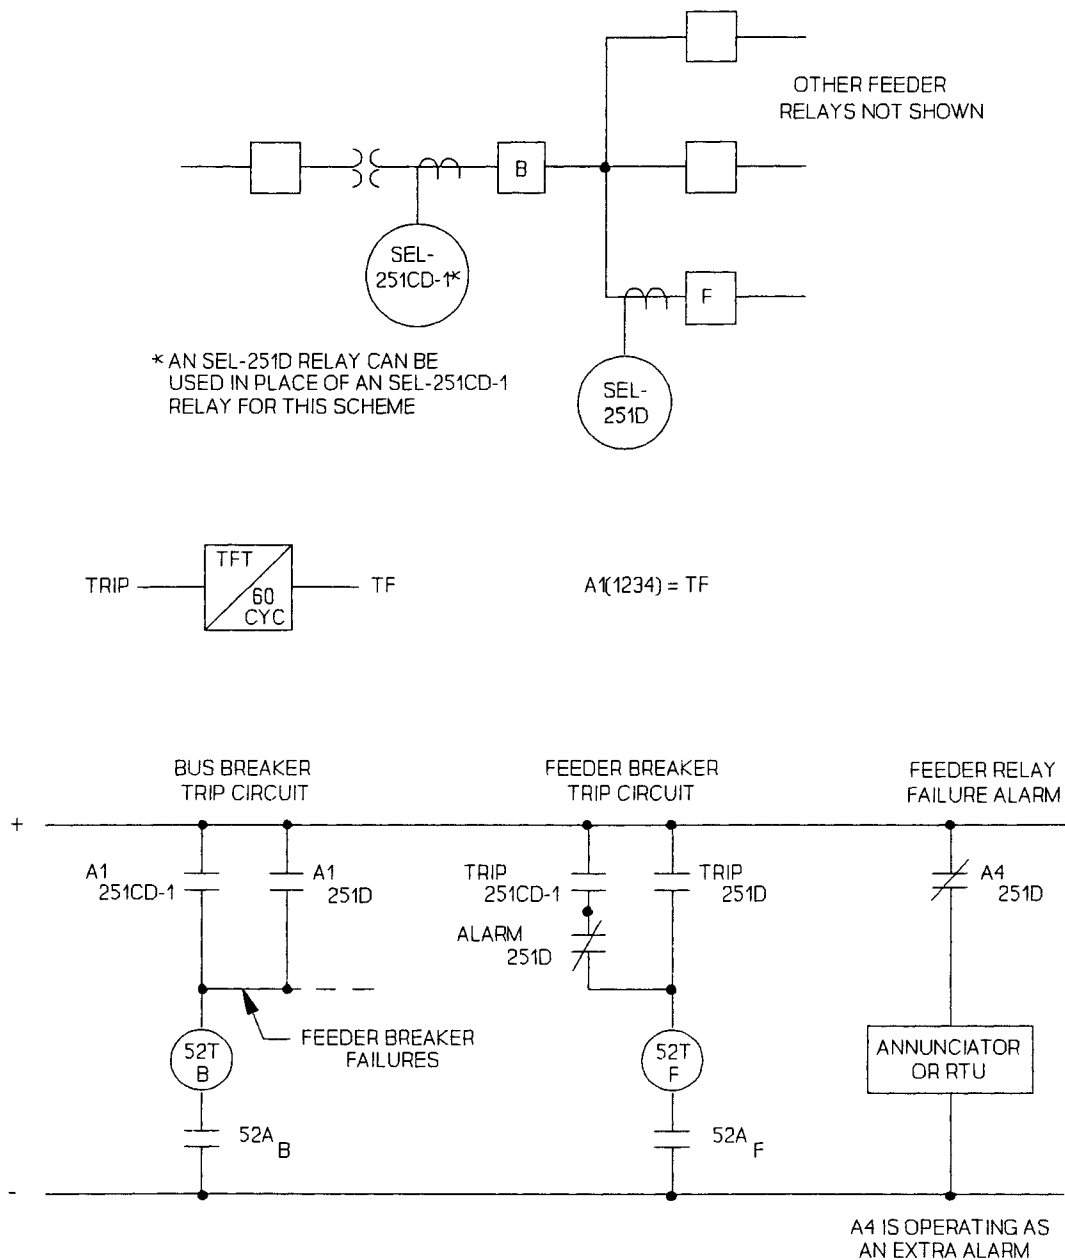 OTHER FEEDER
RELAYS NOT SHOWN
B
SEL-
251CD-1*
F
* AN SEL-251D RELAY CAN BE
USED IN PLACE OF AN SEL-251CD-1
RELAY FOR THIS SCHEME
SEL-
251D
TRIP
TFT
60
CYC
TF
A1(1234) = TF
BUS BREAKER
TRIP CIRCUIT
FEEDER BREAKER
TRIP CIRCUIT
FEEDER RELAY
FAILURE ALARM
+
A1
251CD-1
A1
251D
TRIP
251CD-1
TRIP
251D
A4
251D
ALARM
251D
FEEDER BREAKER
FAILURES
52T
B
52T
F
ANNUNCIATOR
OR RTU
52A B
52A F
-
A4 IS OPERATING AS
AN EXTRA ALARM